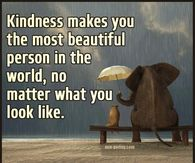 Kindness makes you
the most beautiful
person in the
world, no
matter what you
look like.